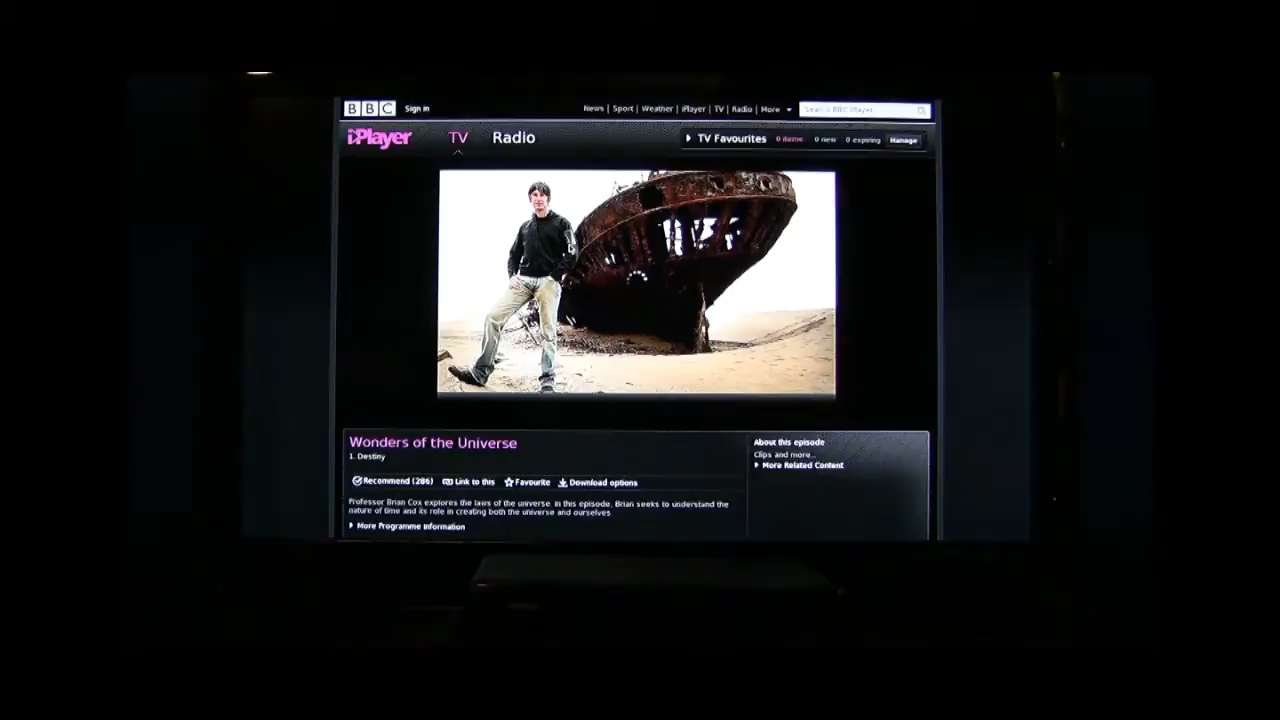 BBC Sign in News | Sport | Weather | iPlayer | TV | Radio | More Search BBC iPlayer
iPlayer TV Radio TV Favourites 0 items 0 new 0 expiring Manage
Wonders of the Universe
1. Destiny
Recommend (286) Link to this Favourite Download options
Professor Brian Cox explores the laws of the universe. In this episode, Brian seeks to understand the
nature of time and its role in creating both the universe and ourselves.
More Programme Information
About this episode
Clips and more...
More Related Content